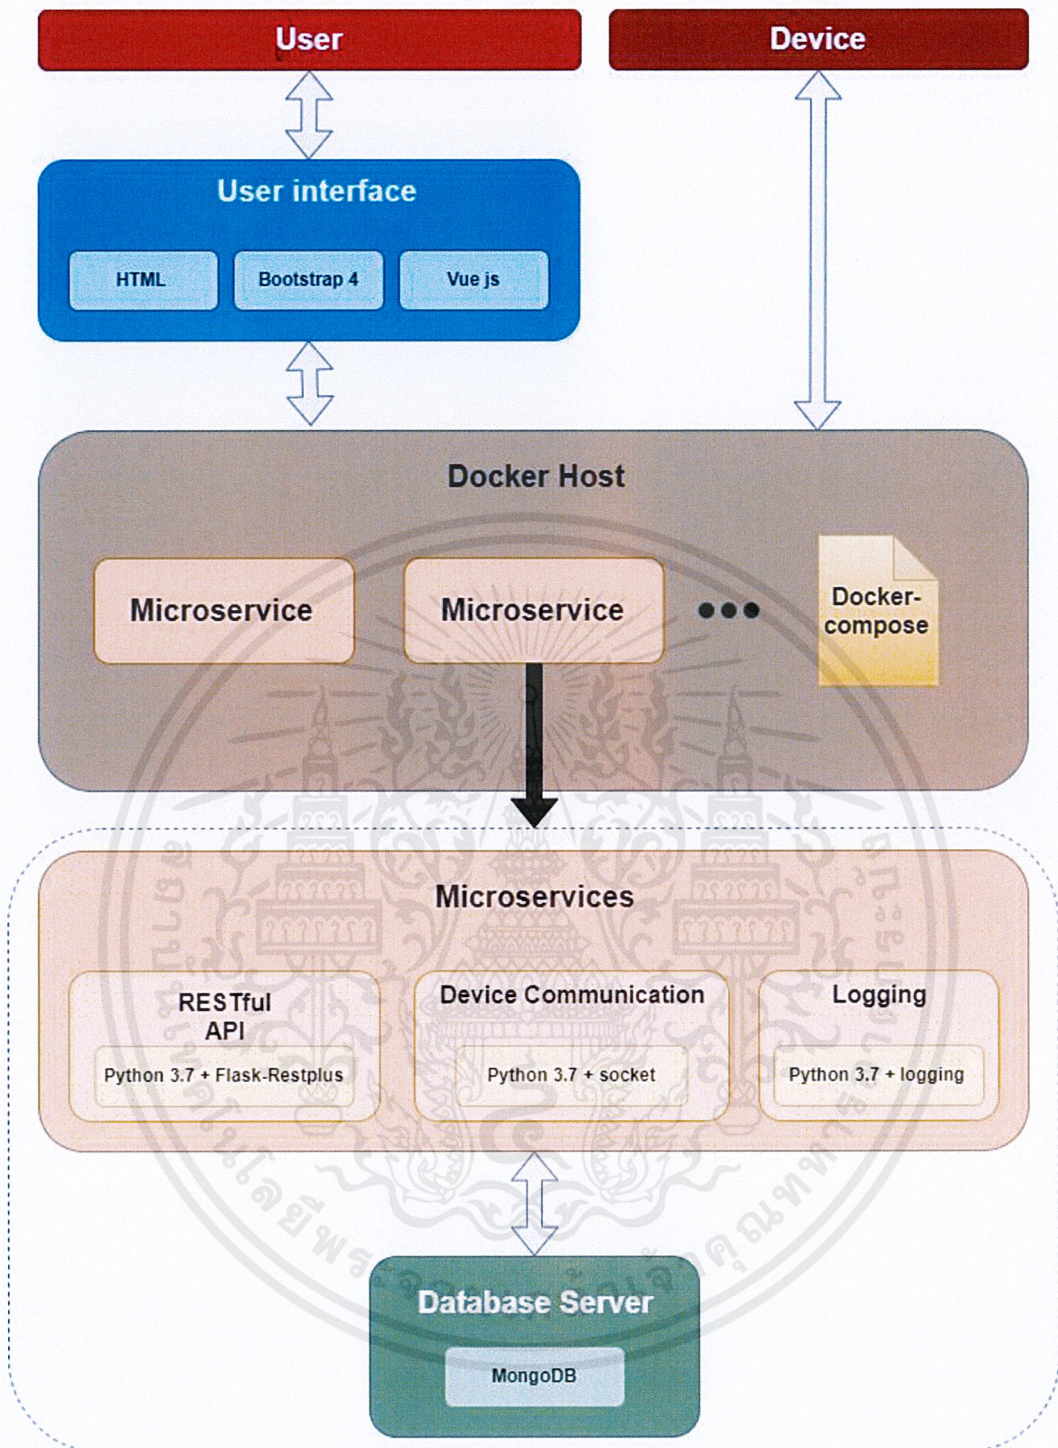 User
Device
User interface
HTML
Bootstrap 4
Vue js
Docker Host
Microservice
Microservice
Docker-
compose
Microservices
RESTful
API
Python 3.7 + Flask-Restplus
Device Communication
Python 3.7 + socket
Logging
Python 3.7 + logging
Database Server
MongoDB